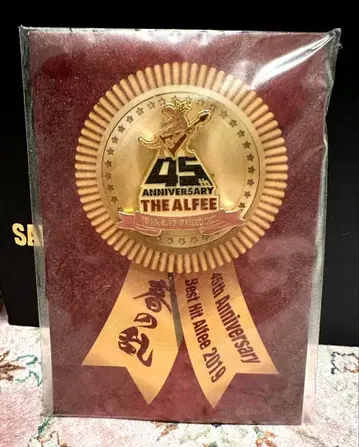 45th
ANNIVERSARY
THE ALFEE
春の乱
45th Anniversary
Best Hit Alfee 2019